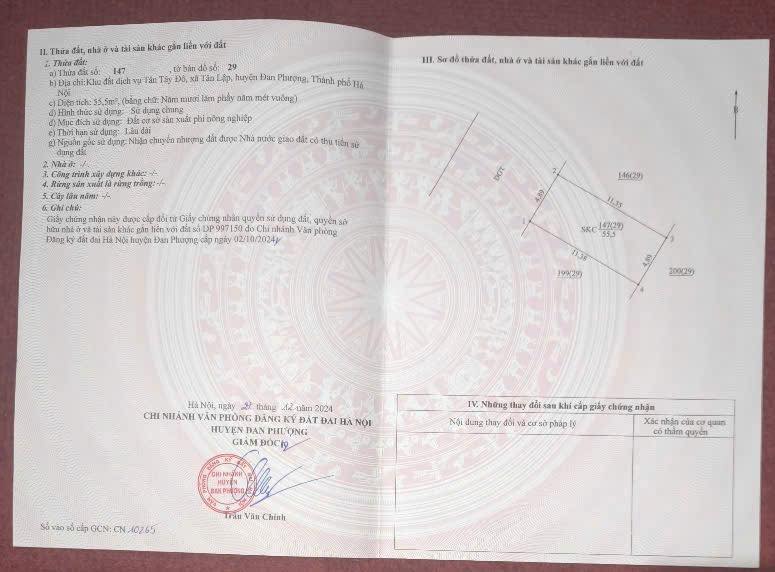 II. Thửa đất, nhà ở và tài sản khác gắn liền với đất
1. Thửa đất:
a) Thửa đất số: 147 , tờ bản đồ số: 29
b) Địa chỉ: Khu đất dịch vụ Tân Tây Đô, xã Tân Lập, huyện Đan Phượng, Thành phố Hà
Nội
c) Diện tích: 55,5m², (bằng chữ: Năm mươi lăm phẩy năm mét vuông)
d) Hình thức sử dụng: Sử dụng chung
đ) Mục đích sử dụng: Đất cơ sở sản xuất phi nông nghiệp
e) Thời hạn sử dụng: Lâu dài
g) Nguồn gốc sử dụng: Nhận chuyển nhượng đất được Nhà nước giao đất có thu tiền sử
dụng đất
2. Nhà ở: -/-
3. Công trình xây dựng khác: -/-
4. Rừng sản xuất là rừng trồng: -/-
5. Cây lâu năm: -/-
6. Ghi chú:
Giấy chứng nhận này được cấp đổi từ Giấy chứng nhận quyền sử dụng đất, quyền sở
hữu nhà ở và tài sản khác gắn liền với đất số DP 997150 do Chi nhánh Văn phòng
Đăng ký đất đai Hà Nội huyện Đan Phượng cấp ngày 02/10/2024
Hà Nội, ngày tháng 12 năm 2024
CHI NHÁNH VĂN PHÒNG ĐĂNG KÝ ĐẤT ĐAI HÀ NỘI
HUYỆN ĐAN PHƯỢNG
GIÁM ĐỐC
CHI NHÁNH
HUYỆN
ĐAN PHƯỢNG
Trần Văn Chinh
Số vào sổ cấp GCN: CN 10265
III. Sơ đồ thửa đất, nhà ở và tài sản khác gắn liền với đất
B
ĐGT
2
146(29)
4,89
11,35
1
SKC 147(29)
55,5
3
11,38
4,89
199(29)
200(29)
4
IV. Những thay đổi sau khi cấp giấy chứng nhận
Nội dung thay đổi và cơ sở pháp lý
Xác nhận của cơ quan
có thẩm quyền